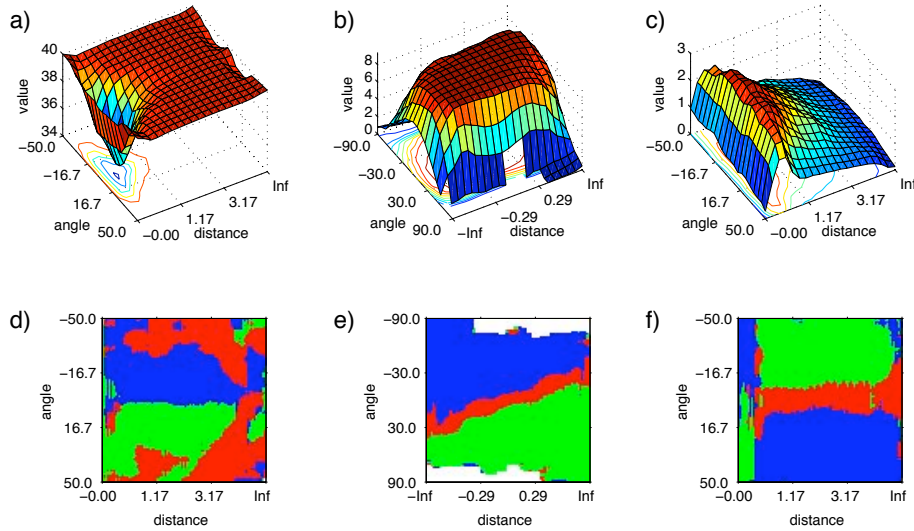 a)
40
38
36
34
value
−50.0
−16.7
16.7
50.0
angle
−0.00
1.17
3.17
Inf
distance
b)
8
6
4
2
0
value
−90.0
−30.0
30.0
90.0
angle
−Inf
−0.29
0.29
Inf
distance
c)
3
2
1
0
value
−50.0
−16.7
16.7
50.0
angle
−0.00
1.17
3.17
Inf
distance
d)
−50.0
−16.7
16.7
50.0
angle
−0.00 1.17 3.17 Inf
distance
e)
−90.0
−30.0
30.0
90.0
angle
−Inf −0.29 0.29 Inf
distance
f)
−50.0
−16.7
16.7
50.0
angle
−0.00 1.17 3.17 Inf
distance